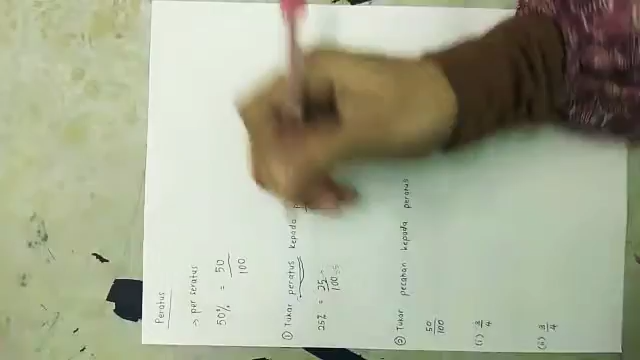 Peratus
→ per seratus
50% = 50/100
① Tukar peratus kepada
25% = 25/100
② Tukar pecahan kepada peratus
50/100
(i) 3/4
(ii) 3/4